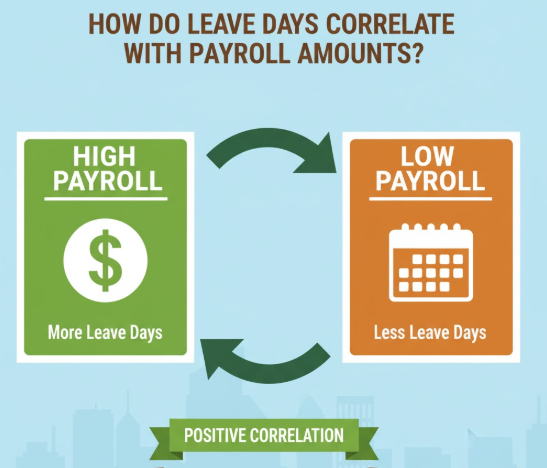 HOW DO LEAVE DAYS CORRELATE
WITH PAYROLL AMOUNTS?
HIGH
PAYROLL
$
More Leave Days
LOW
PAYROLL
Less Leave Days
POSITIVE CORRELATION